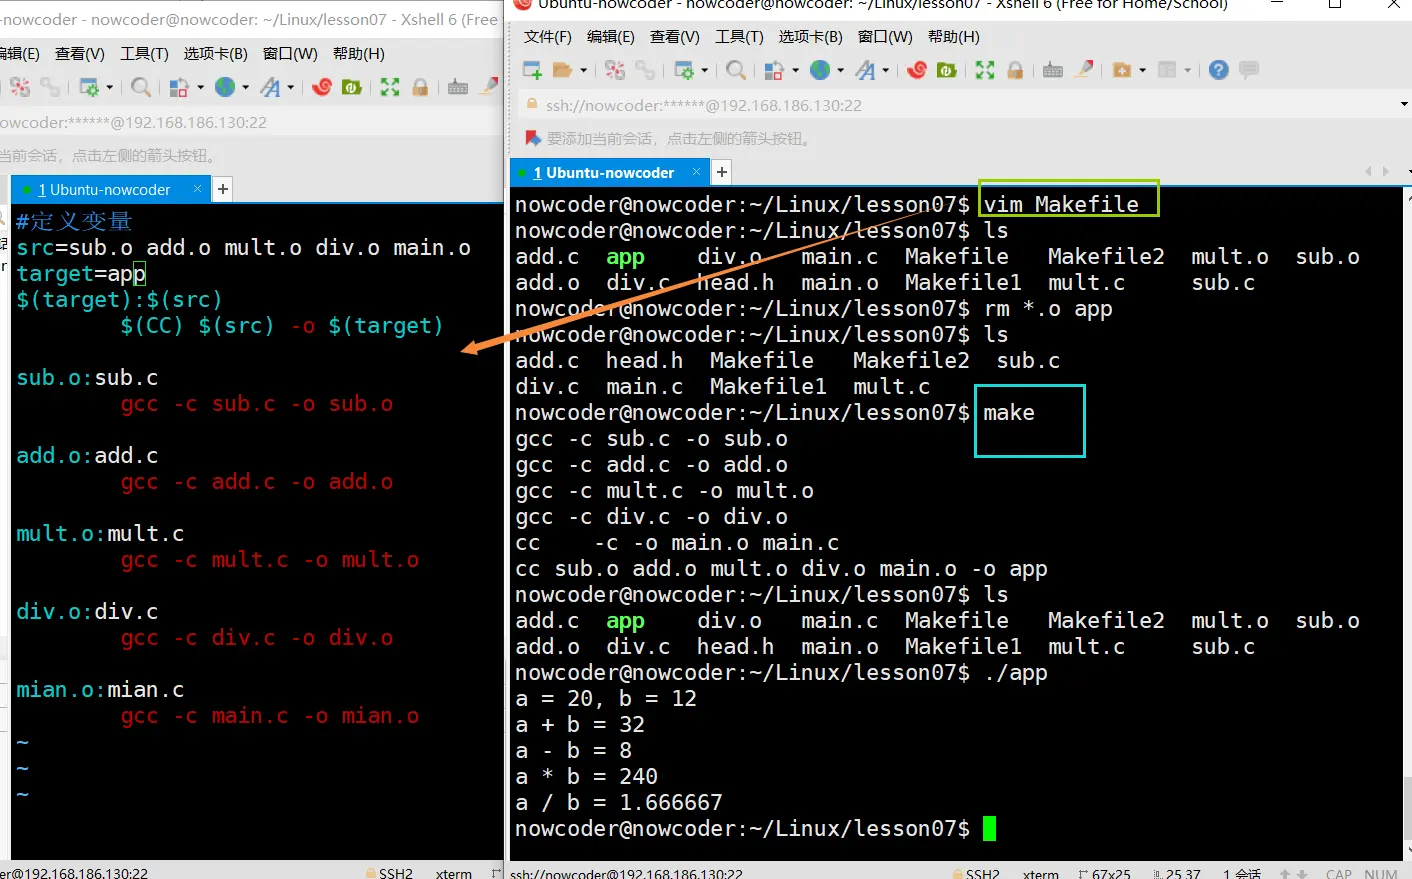 -nowcoder - nowcoder@nowcoder: ~/Linux/lesson07 - Xshell 6 (Free
编辑(E) 查看(V) 工具(T) 选项卡(B) 窗口(W) 帮助(H)
nowcoder:******@192.168.186.130:22
当前会话，点击左侧的箭头按钮。
1 Ubuntu-nowcoder × +
#定义变量
src=sub.o add.o mult.o div.o main.o
target=app
$(target):$(src)
$(CC) $(src) -o $(target)
sub.o:sub.c
gcc -c sub.c -o sub.o
add.o:add.c
gcc -c add.c -o add.o
mult.o:mult.c
gcc -c mult.c -o mult.o
div.o:div.c
gcc -c div.c -o div.o
mian.o:mian.c
gcc -c main.c -o mian.o
~
~
~
er@192.168.186.130:22 SSH2 xterm
Ubuntu-nowcoder - nowcoder@nowcoder: ~/Linux/lesson07 - Xshell 6 (Free for Home/School)
文件(F) 编辑(E) 查看(V) 工具(T) 选项卡(B) 窗口(W) 帮助(H)
ssh://nowcoder:******@192.168.186.130:22
要添加当前会话，点击左侧的箭头按钮。
1 Ubuntu-nowcoder × +
nowcoder@nowcoder:~/Linux/lesson07$ vim Makefile
nowcoder@nowcoder:~/Linux/lesson07$ ls
add.c app div.o main.c Makefile Makefile2 mult.o sub.o
add.o div.c head.h main.o Makefile1 mult.c sub.c
nowcoder@nowcoder:~/Linux/lesson07$ rm *.o app
nowcoder@nowcoder:~/Linux/lesson07$ ls
add.c head.h Makefile Makefile2 sub.c
div.c main.c Makefile1 mult.c
nowcoder@nowcoder:~/Linux/lesson07$ make
gcc -c sub.c -o sub.o
gcc -c add.c -o add.o
gcc -c mult.c -o mult.o
gcc -c div.c -o div.o
cc -c -o main.o main.c
cc sub.o add.o mult.o div.o main.o -o app
nowcoder@nowcoder:~/Linux/lesson07$ ls
add.c app div.o main.c Makefile Makefile2 mult.o sub.o
add.o div.c head.h main.o Makefile1 mult.c sub.c
nowcoder@nowcoder:~/Linux/lesson07$ ./app
a = 20, b = 12
a + b = 32
a - b = 8
a * b = 240
a / b = 1.666667
nowcoder@nowcoder:~/Linux/lesson07$
ssh://nowcoder@192.168.186.130:22 SSH2 xterm 67x25 25,37 1 会话 CAP NUM